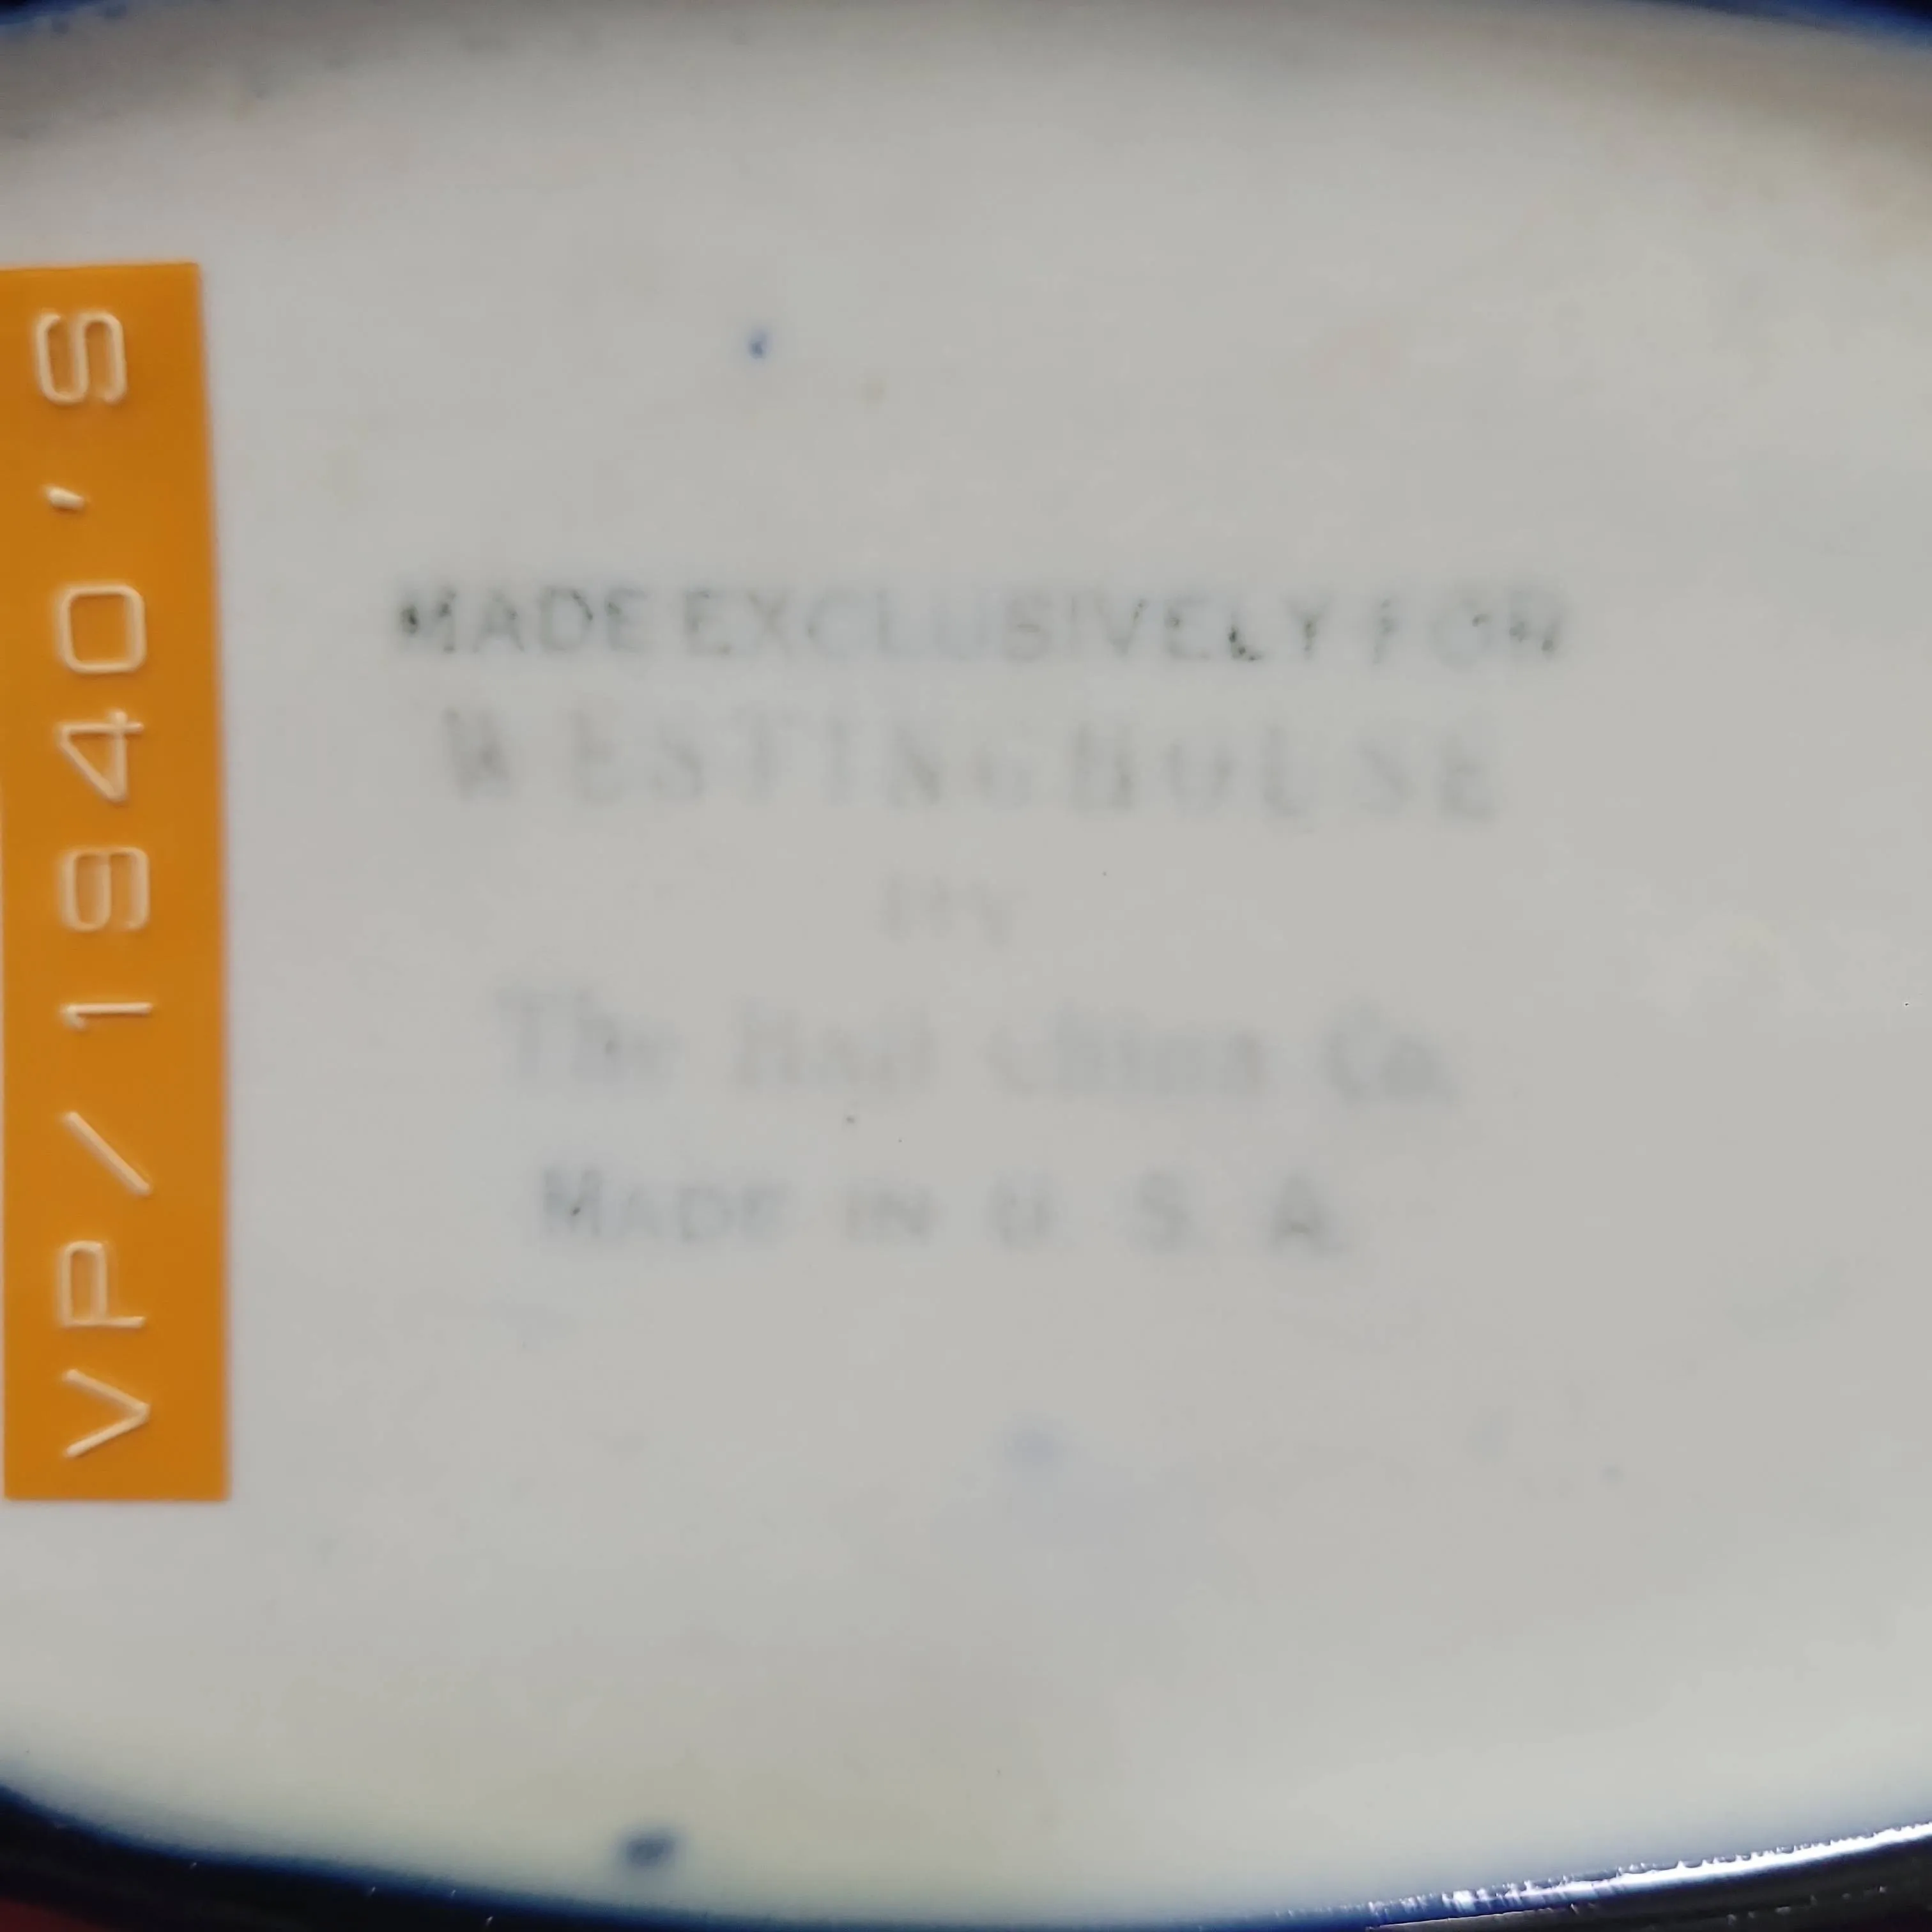 VP/1940'S
MADE EXCLUSIVELY FOR
WESTINGHOUSE
BY
The Hall China Co.
MADE IN U. S. A.